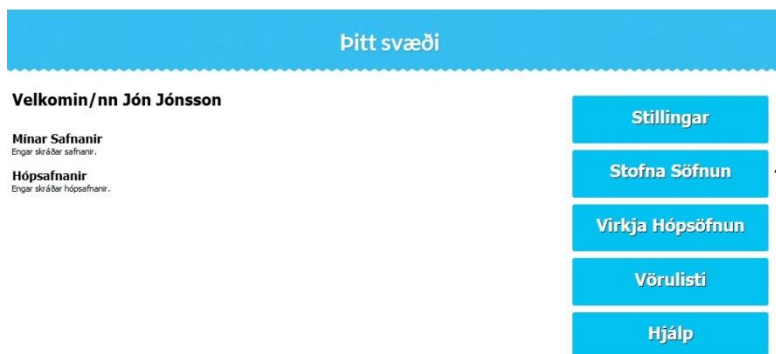 Þitt svæði
Velkomin/nn Jón Jónsson
Mínar Safnanir
Engar skráðar safnanir.
Hópsafnanir
Engar skráðar hópsafnanir.
Stillingar
Stofna Söfnun
Virkja Hópsöfnun
Vörulisti
Hjálp